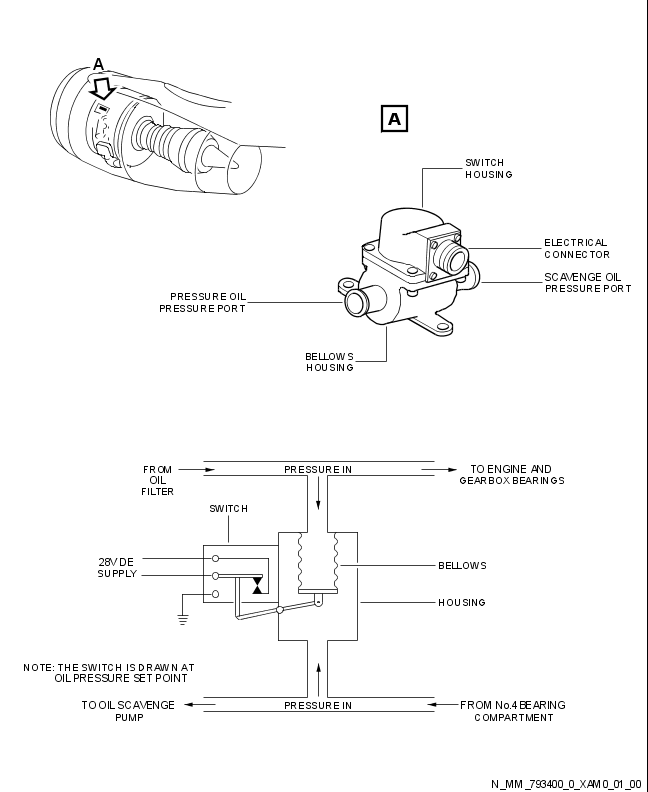 A
A
SWITCH
HOUSING
ELECTRICAL
CONNECTOR
SCAVENGE OIL
PRESSURE PORT
PRESSURE OIL
PRESSURE PORT
BELLOWS
HOUSING
FROM
OIL
FILTER
PRESSURE IN
TO ENGINE AND
GEARBOX BEARINGS
SWITCH
28V DE
SUPPLY
BELLOWS
HOUSING
NOTE: THE SWITCH IS DRAWN AT
OIL PRESSURE SET POINT
TO OIL SCAVENGE
PUMP
PRESSURE IN
FROM No.4 BEARING
COMPARTMENT
N_MM_793400_0_XAM0_01_00